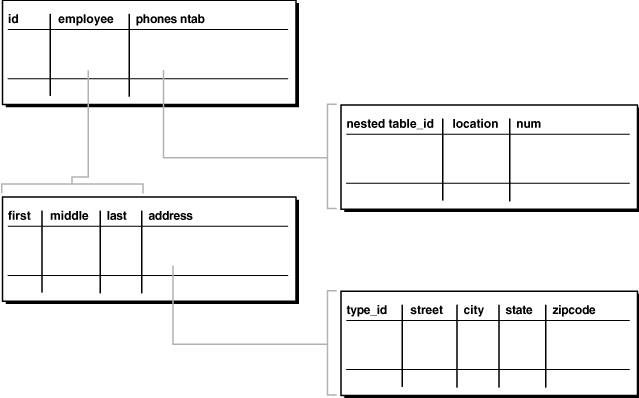 id employee phones ntab
nested table_id location num
first middle last address
type_id street city state zipcode